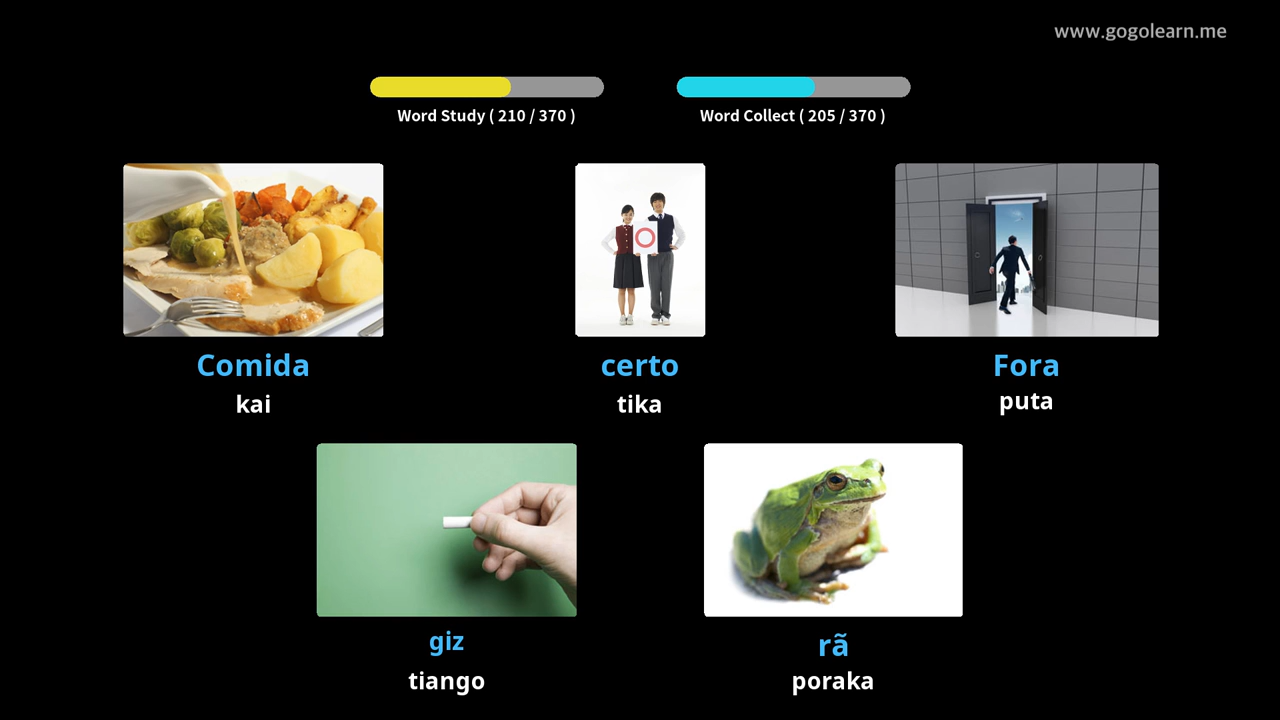 www.gogolearn.me
Word Study ( 210 / 370 )
Word Collect ( 205 / 370 )
Comida
kai
certo
tika
Fora
puta
giz
tiango
rã
poraka